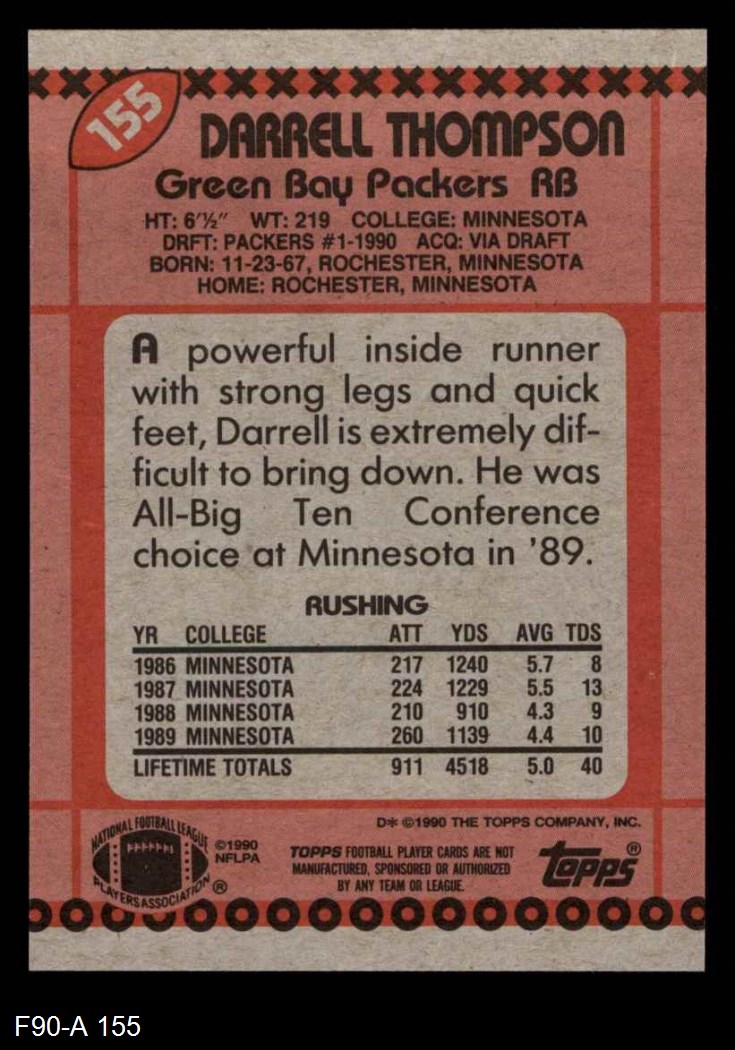 155
DARRELL THOMPSON
Green Bay Packers RB
HT: 6'½" WT: 219 COLLEGE: MINNESOTA
DRFT: PACKERS #1-1990 ACQ: VIA DRAFT
BORN: 11-23-67, ROCHESTER, MINNESOTA
HOME: ROCHESTER, MINNESOTA
A powerful inside runner
with strong legs and quick
feet, Darrell is extremely dif-
ficult to bring down. He was
All-Big Ten Conference
choice at Minnesota in '89.
RUSHING
YR COLLEGE ATT YDS AVG TDS
1986 MINNESOTA 217 1240 5.7 8
1987 MINNESOTA 224 1229 5.5 13
1988 MINNESOTA 210 910 4.3 9
1989 MINNESOTA 260 1139 4.4 10
LIFETIME TOTALS 911 4518 5.0 40
D* ©1990 THE TOPPS COMPANY, INC.
NATIONAL FOOTBALL LEAGUE
PLAYERS ASSOCIATION ®
©1990
NFLPA
TOPPS FOOTBALL PLAYER CARDS ARE NOT
MANUFACTURED, SPONSORED OR AUTHORIZED
BY ANY TEAM OR LEAGUE.
topps®
F90-A 155